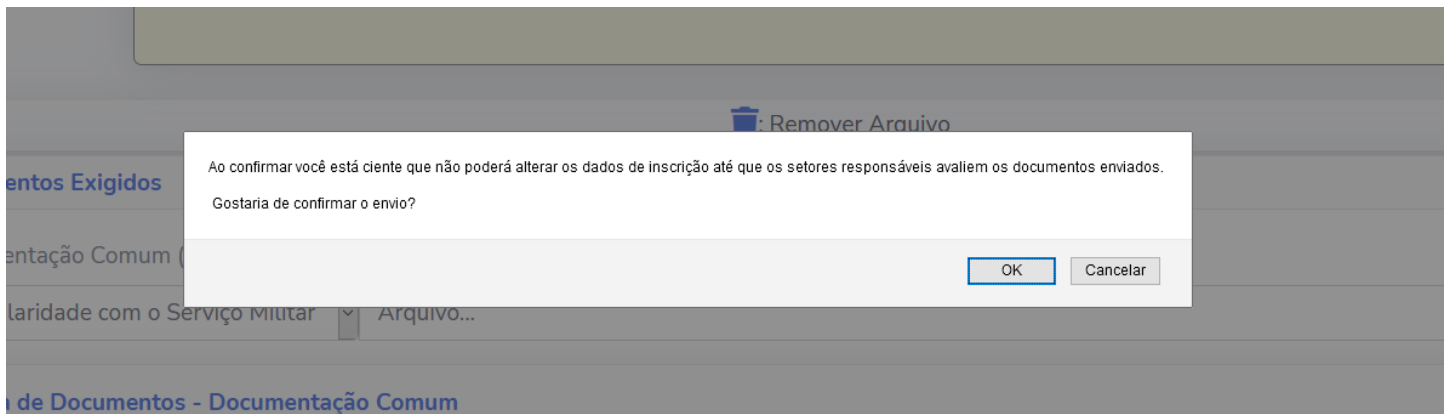 : Remover Arquivo
Ao confirmar você está ciente que não poderá alterar os dados de inscrição até que os setores responsáveis avaliem os documentos enviados.
entos Exigidos
Gostaria de confirmar o envio?
entação Comum (
OK Cancelar
laridade com o Serviço Militar Arquivo...
de Documentos - Documentação Comum